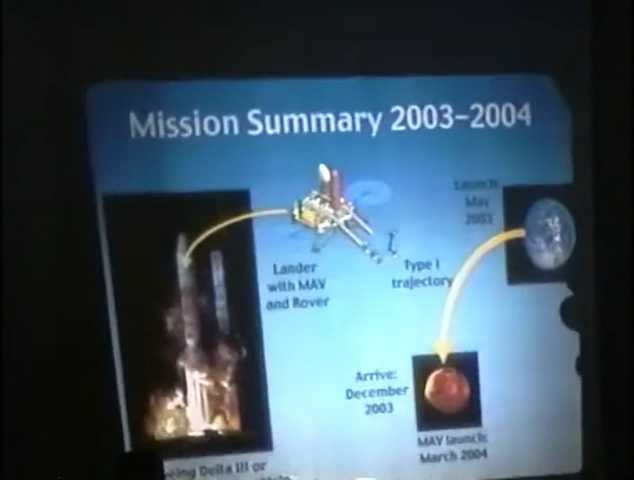 Mission Summary 2003–2004
Launch:
May
2003
Lander
with MAV
and Rover
Type I
trajectory
Arrive:
December
2003
MAV launch:
March 2004
Delta III or